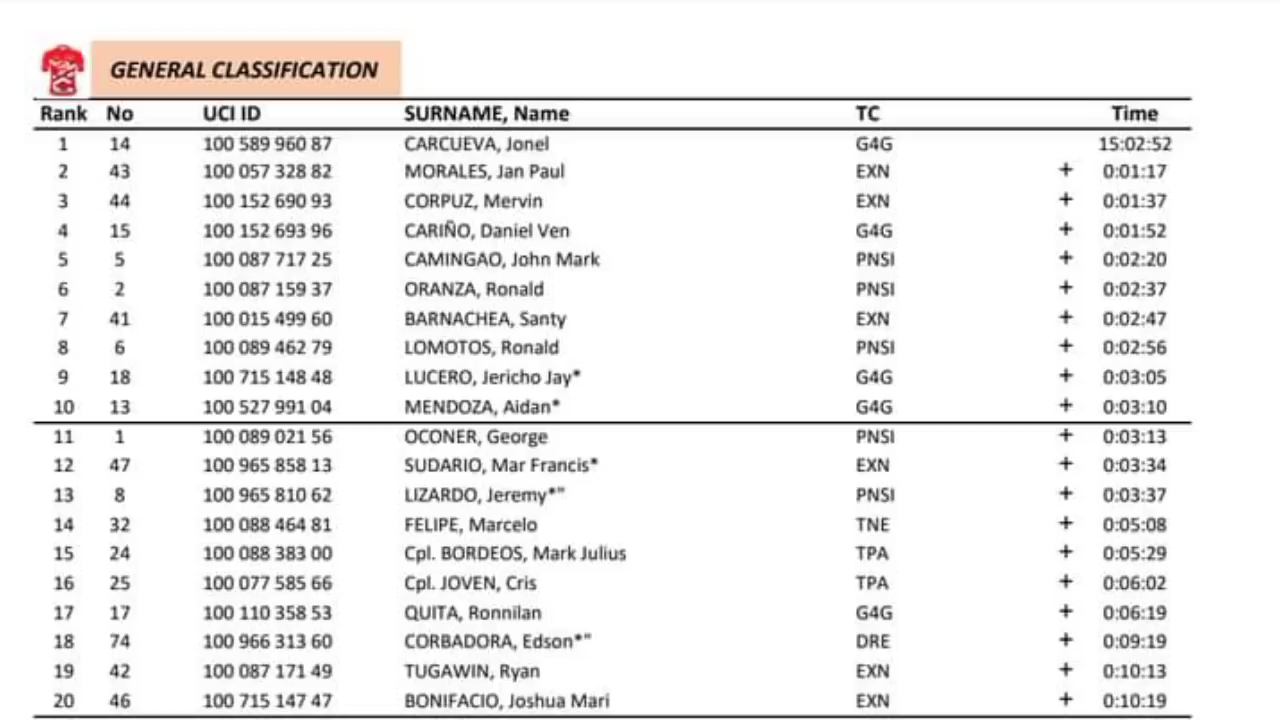 GENERAL CLASSIFICATION
Rank No UCI ID SURNAME, Name TC Time
1 14 100 589 960 87 CARCUEVA, Jonel G4G 15:02:52
2 43 100 057 328 82 MORALES, Jan Paul EXN + 0:01:17
3 44 100 152 690 93 CORPUZ, Mervin EXN + 0:01:37
4 15 100 152 693 96 CARIÑO, Daniel Ven G4G + 0:01:52
5 5 100 087 717 25 CAMINGAO, John Mark PNSI + 0:02:20
6 2 100 087 159 37 ORANZA, Ronald PNSI + 0:02:37
7 41 100 015 499 60 BARNACHEA, Santy EXN + 0:02:47
8 6 100 089 462 79 LOMOTOS, Ronald PNSI + 0:02:56
9 18 100 715 148 48 LUCERO, Jericho Jay* G4G + 0:03:05
10 13 100 527 991 04 MENDOZA, Aidan* G4G + 0:03:10
11 1 100 089 021 56 OCONER, George PNSI + 0:03:13
12 47 100 965 858 13 SUDARIO, Mar Francis* EXN + 0:03:34
13 8 100 965 810 62 LIZARDO, Jeremy*" PNSI + 0:03:37
14 32 100 088 464 81 FELIPE, Marcelo TNE + 0:05:08
15 24 100 088 383 00 Cpl. BORDEOS, Mark Julius TPA + 0:05:29
16 25 100 077 585 66 Cpl. JOVEN, Cris TPA + 0:06:02
17 17 100 110 358 53 QUITA, Ronnilan G4G + 0:06:19
18 74 100 966 313 60 CORBADORA, Edson*" DRE + 0:09:19
19 42 100 087 171 49 TUGAWIN, Ryan EXN + 0:10:13
20 46 100 715 147 47 BONIFACIO, Joshua Mari EXN + 0:10:19